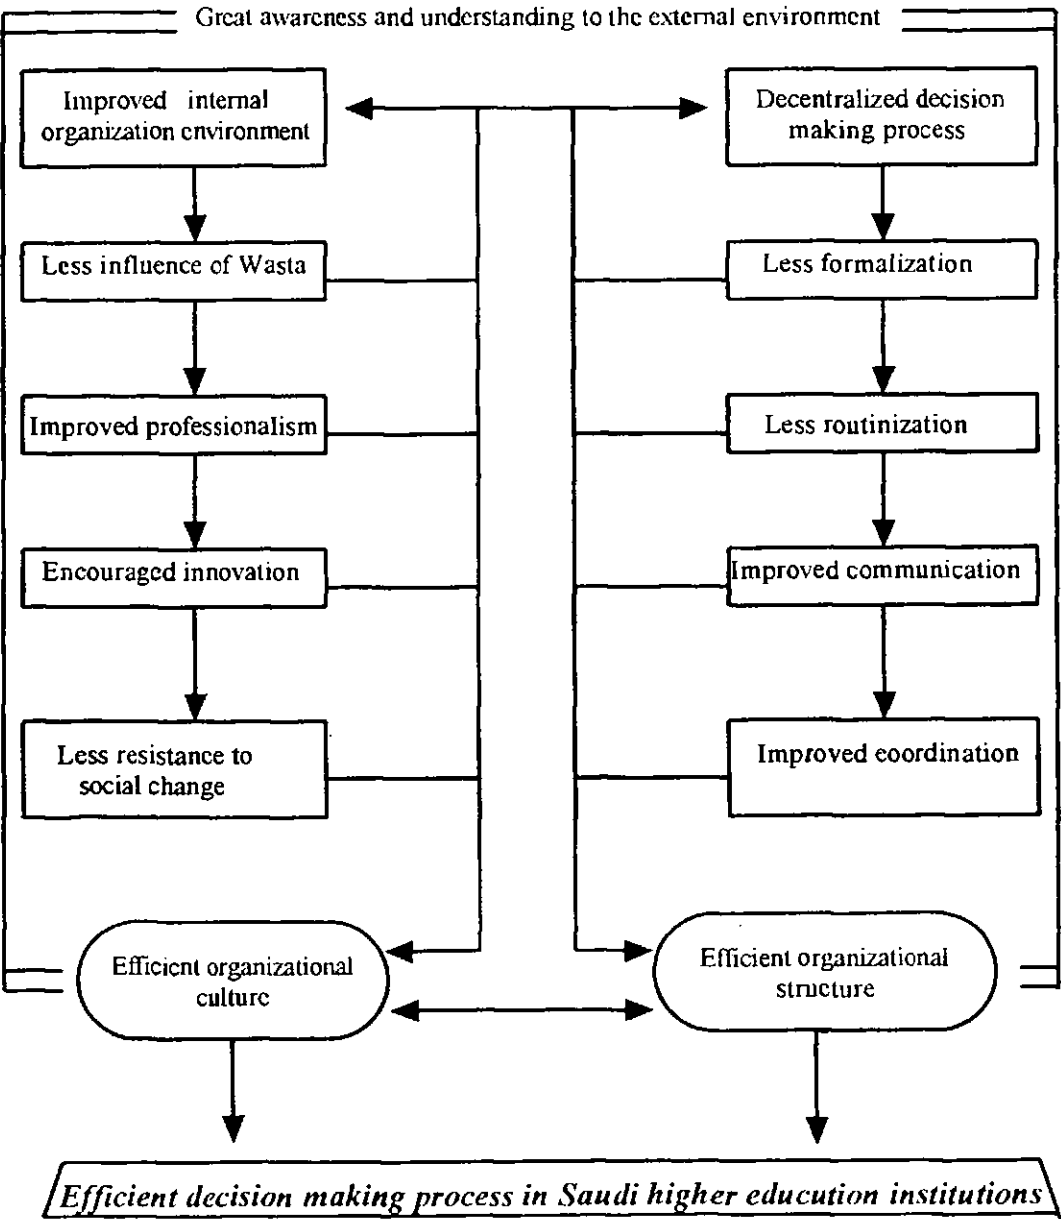 Great awareness and understanding to the external environment
Improved internal
organization environment
Less influence of Wasta
Improved professionalism
Encouraged innovation
Less resistance to
social change
Decentralized decision
making process
Less formalization
Less routinization
Improved communication
Improved coordination
Efficient organizational
culture
Efficient organizational
structure
Efficient decision making process in Saudi higher educution institutions